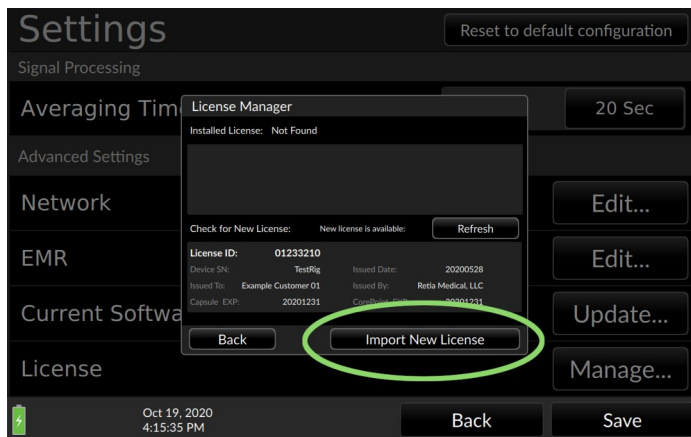 Settings
Reset to default configuration
Signal Processing
Averaging Tim
20 Sec
License Manager
Installed License: Not Found
Advanced Settings
Network
Edit...
Check for New License: New license is available: Refresh
License ID: 01233210
Device SN: TestRig Issued Date: 20200528
Issued To: Example Customer 01 Issued By: Retia Medical, LLC
Capsule EXP: 20201231 CorePoint EXP: 20201231
EMR
Edit...
Current Softwa
Update...
Back
Import New License
License
Manage...
Oct 19, 2020
4:15:35 PM
Back
Save